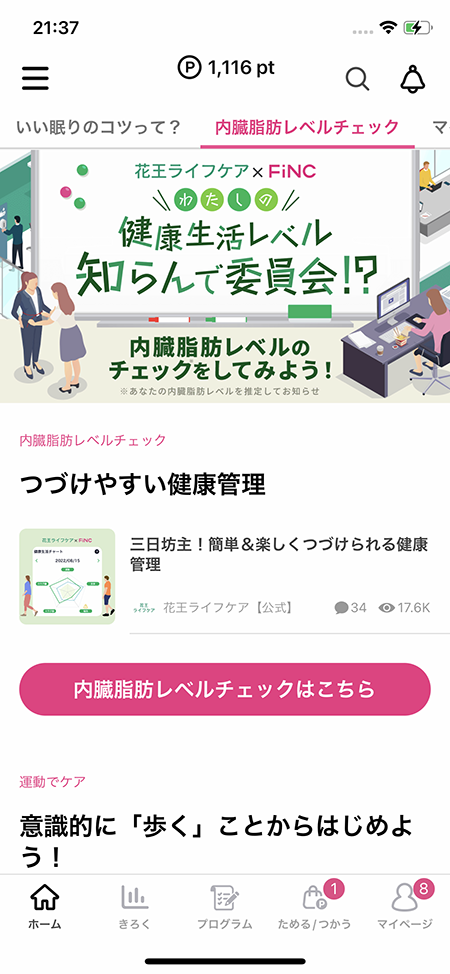 21:37
P 1,116 pt
いい眠りのコツって？
内臓脂肪レベルチェック
マ
花王ライフケア×FiNC
わたしの
健康生活レベル
知らんで委員会!?
内臓脂肪レベルの
チェックをしてみよう！
※あなたの内臓脂肪レベルを推定してお知らせ
内臓脂肪レベルチェック
つづけやすい健康管理
花王ライフケア×FiNC
健康生活チャート
2022/08/15
三日坊主！簡単＆楽しくつづけられる健康
管理
花王
ライフケア
花王ライフケア【公式】
34
17.6K
内臓脂肪レベルチェックはこちら
運動でケア
意識的に「歩く」ことからはじめよ
う！
1
8
ホーム
きろく
プログラム
ためる/つかう
マイページ